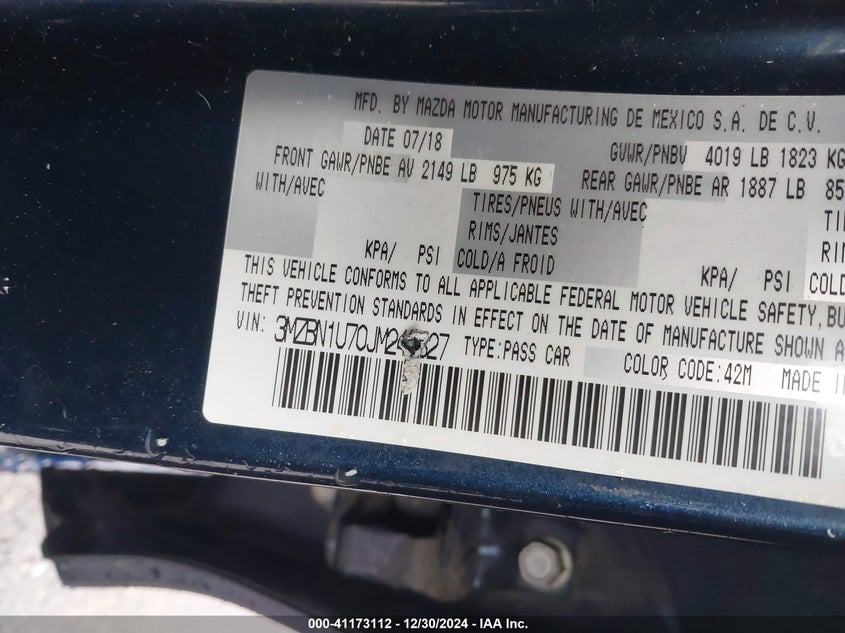 MFD. BY MAZDA MOTOR MANUFACTURING DE MEXICO S.A. DE C.V.
DATE 07/18 GVWR/PNBV 4019 LB 1823 KG
FRONT GAWR/PNBE AV 2149 LB 975 KG REAR GAWR/PNBE AR 1887 LB
WITH/AVEC TIRES/PNEUS WITH/AVEC
RIMS/JANTES RIMS
KPA/ PSI COLD/A FROID KPA/ PSI COLD
THIS VEHICLE CONFORMS TO ALL APPLICABLE FEDERAL MOTOR VEHICLE SAFETY,
THEFT PREVENTION STANDARDS IN EFFECT ON THE DATE OF MANUFACTURE SHOWN
VIN: TYPE:PASS CAR COLOR CODE:42M MADE
000-41173112 - 12/30/2024 - IAA Inc.